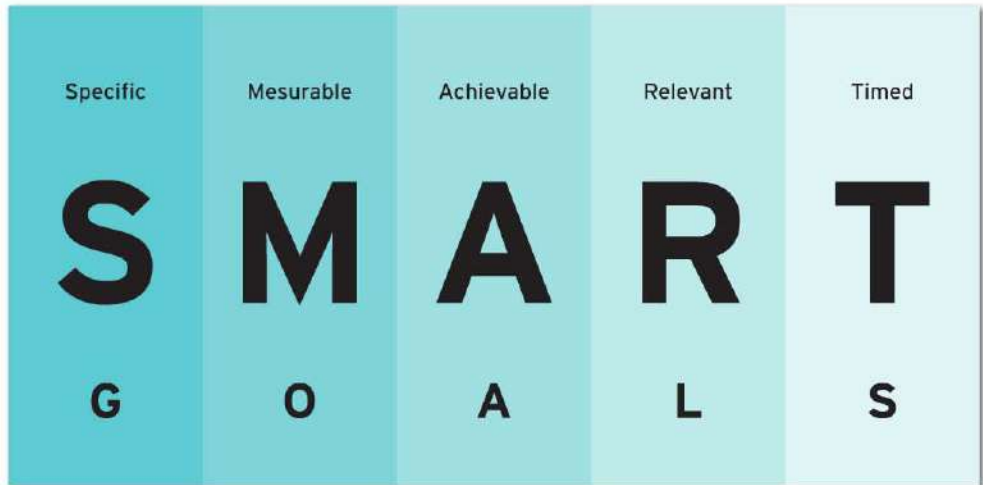 Specific Mesurable Achievable Relevant Timed
S M A R T
G O A L S